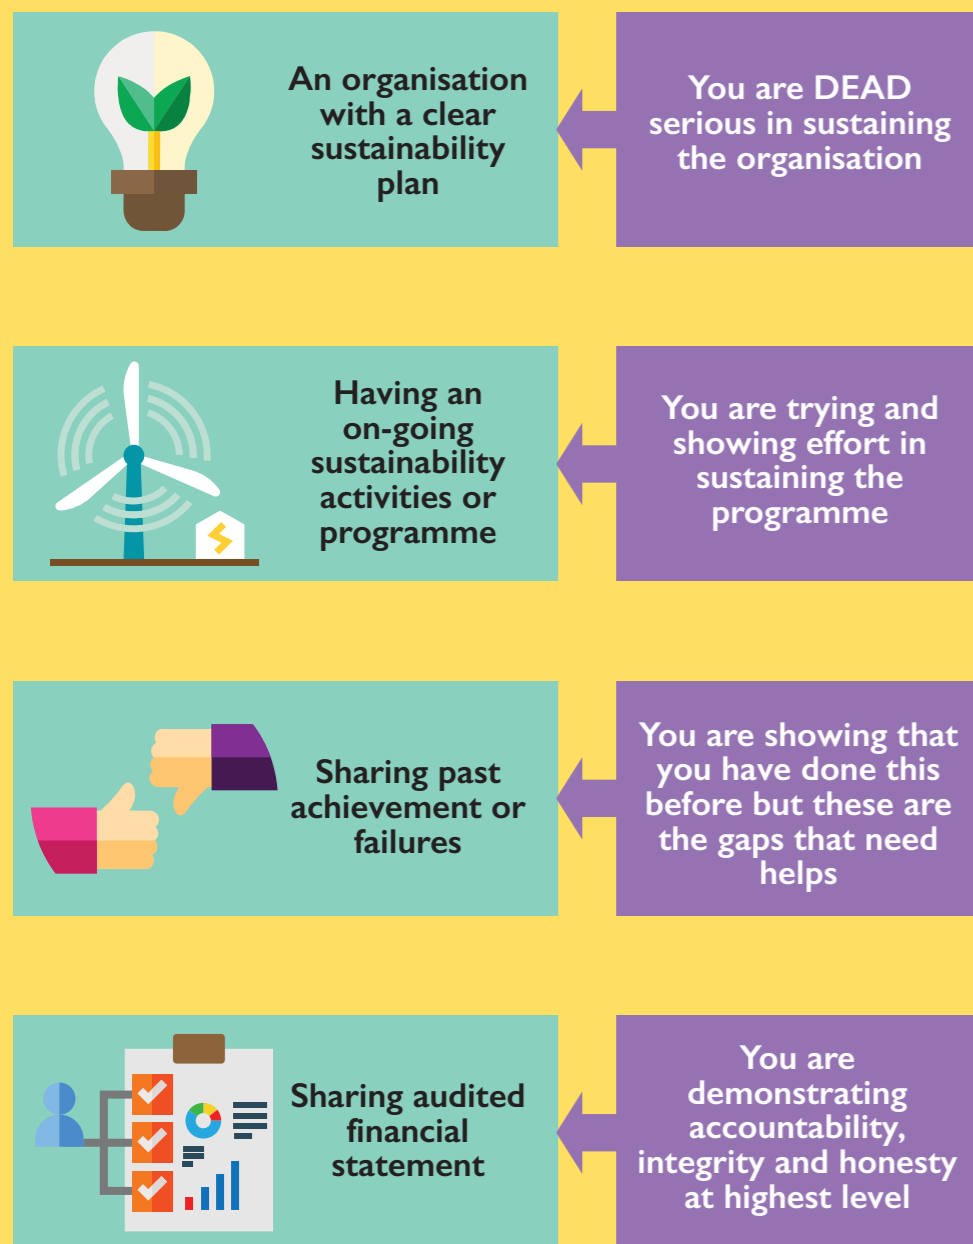 An organisation
with a clear
sustainability
plan
You are DEAD
serious in sustaining
the organisation
Having an
on-going
sustainability
activities or
programme
You are trying and
showing effort in
sustaining the
programme
Sharing past
achievement or
failures
You are showing that
you have done this
before but these are
the gaps that need
helps
Sharing audited
financial
statement
You are
demonstrating
accountability,
integrity and honesty
at highest level